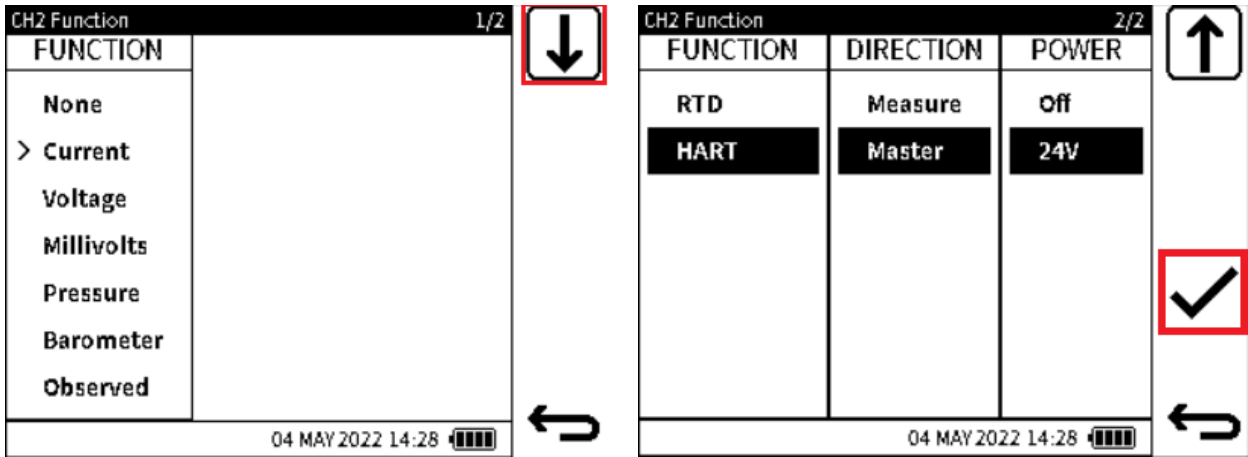 CH2 Function 1/2
FUNCTION
None
> Current
Voltage
Millivolts
Pressure
Barometer
Observed
04 MAY 2022 14:28
CH2 Function 2/2
FUNCTION DIRECTION POWER
RTD Measure Off
HART Master 24V
04 MAY 2022 14:28